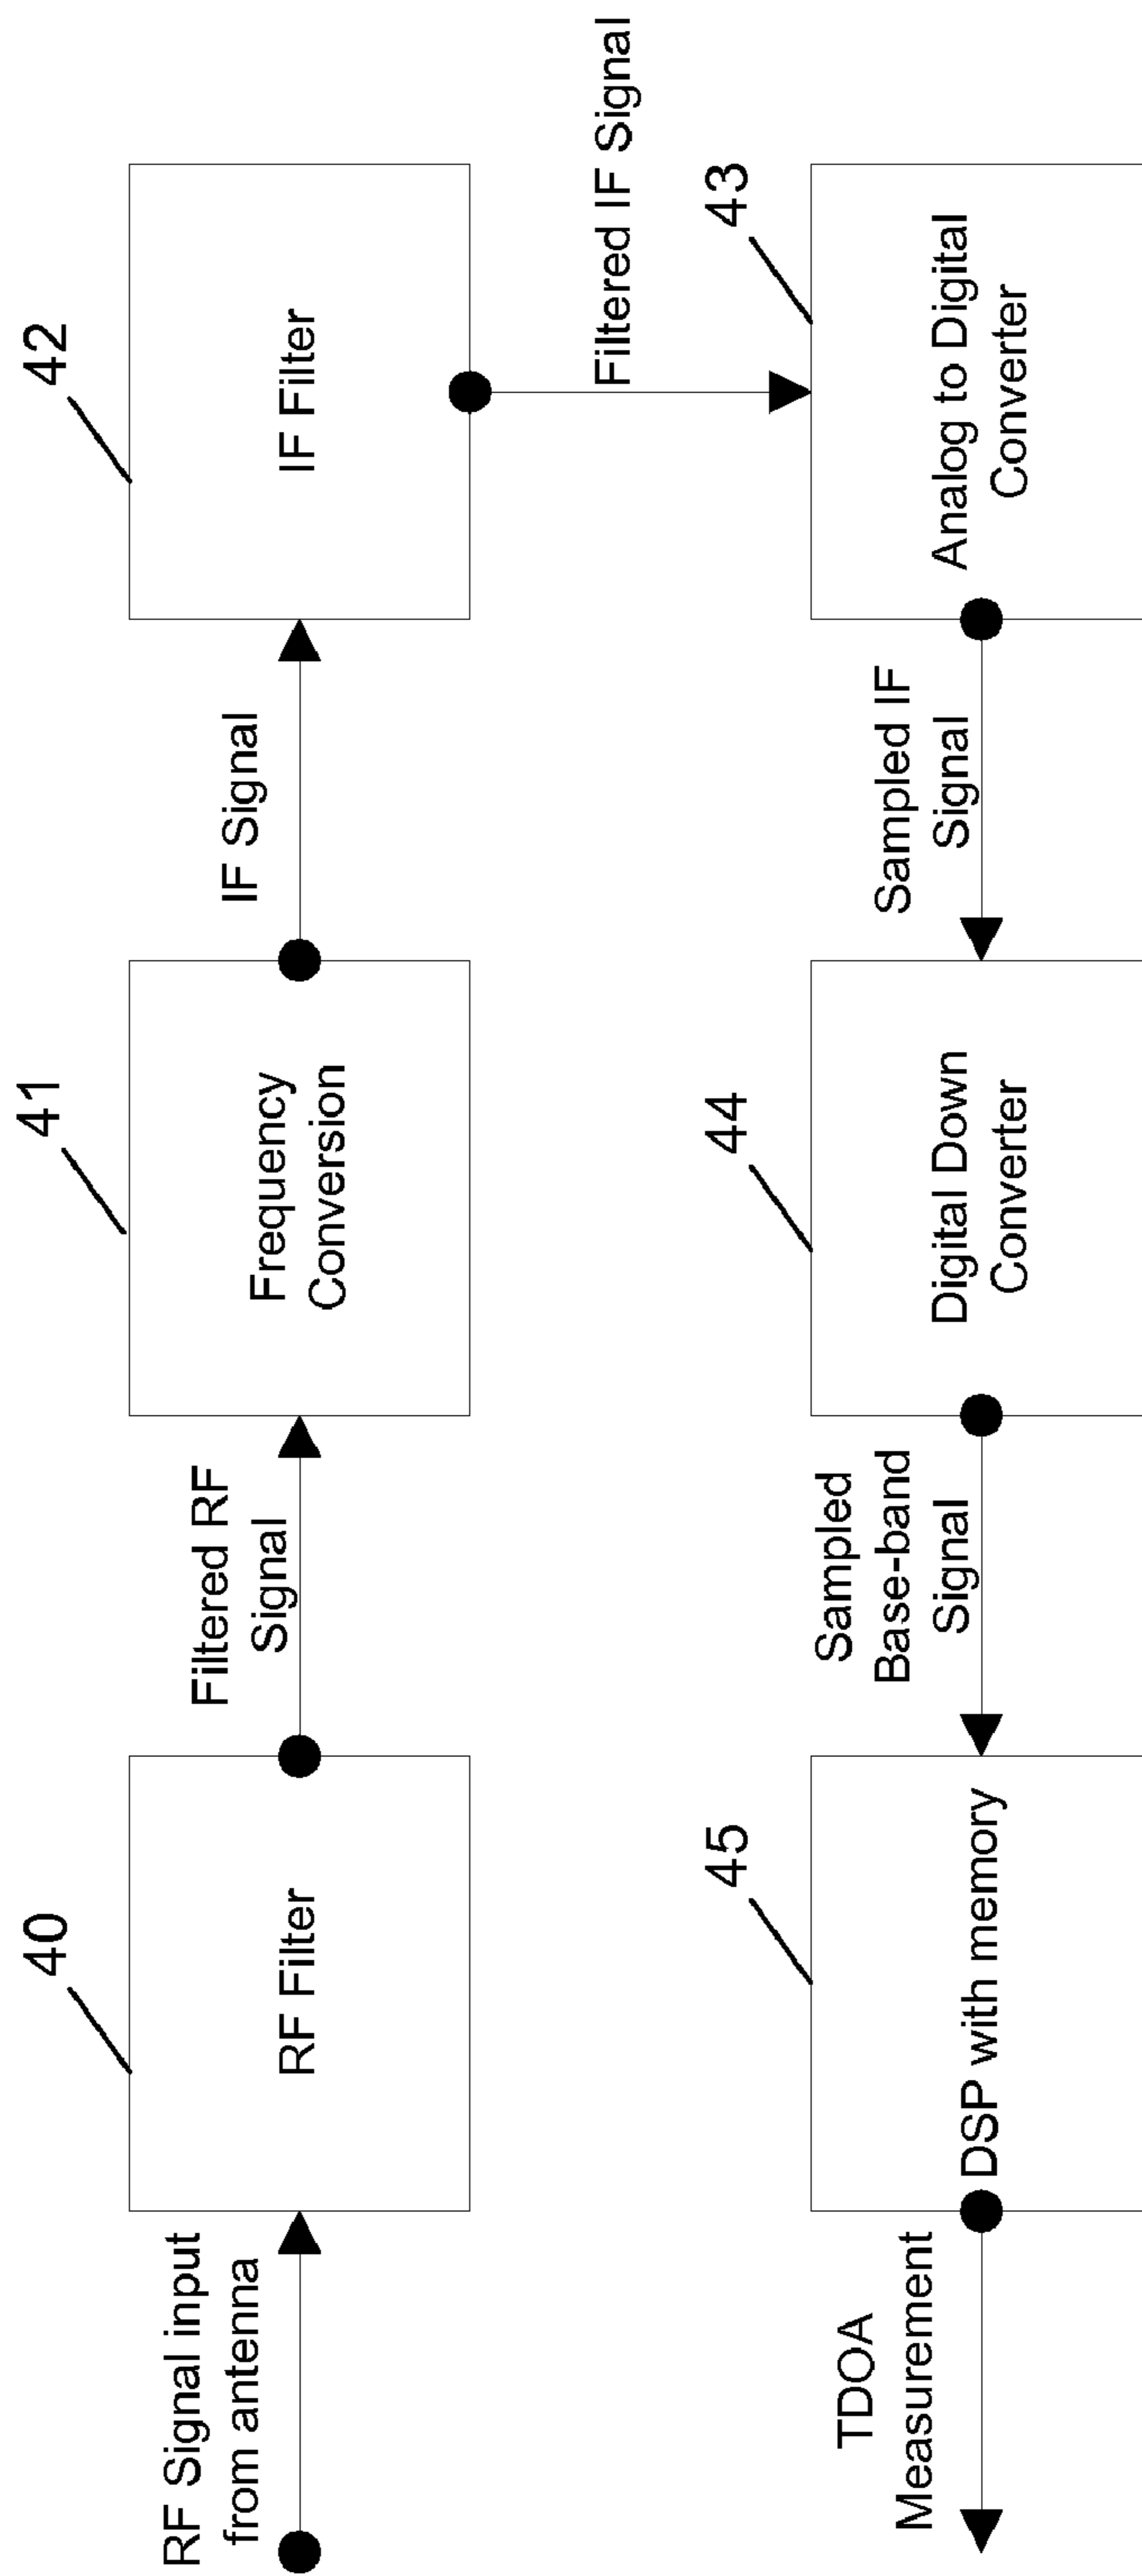 RF Signal input
from antenna
40
RF Filter
Filtered RF
Signal
41
Frequency
Conversion
IF Signal
42
IF Filter
Filtered IF Signal
43
Analog to Digital
Converter
Sampled IF
Signal
44
Digital Down
Converter
Sampled
Base-band
Signal
45
DSP with memory
TDOA
Measurement